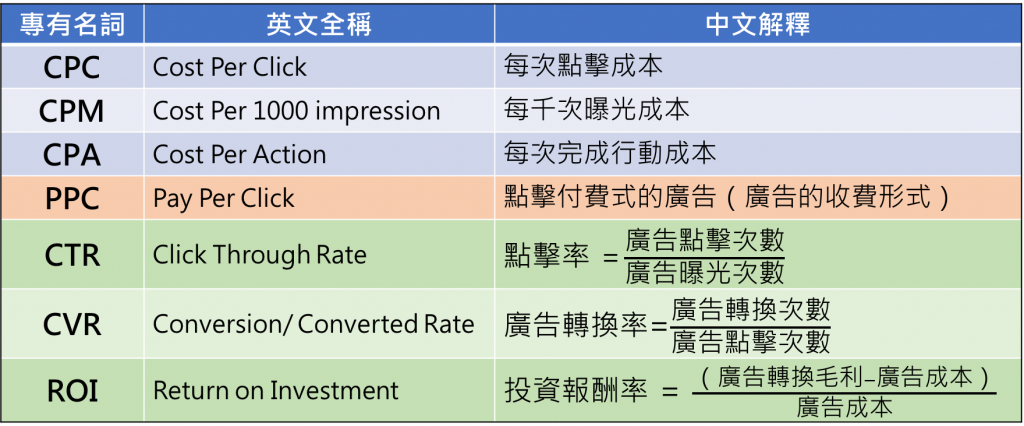 專有名詞 英文全稱 中文解釋
CPC Cost Per Click 每次點擊成本
CPM Cost Per 1000 impression 每千次曝光成本
CPA Cost Per Action 每次完成行動成本
PPC Pay Per Click 點擊付費式的廣告(廣告的收費形式)
CTR Click Through Rate 點擊率 = 廣告點擊次數
廣告曝光次數
CVR Conversion/ Converted Rate 廣告轉換率= 廣告轉換次數
廣告點擊次數
ROI Return on Investment 投資報酬率 = (廣告轉換毛利–廣告成本)
廣告成本